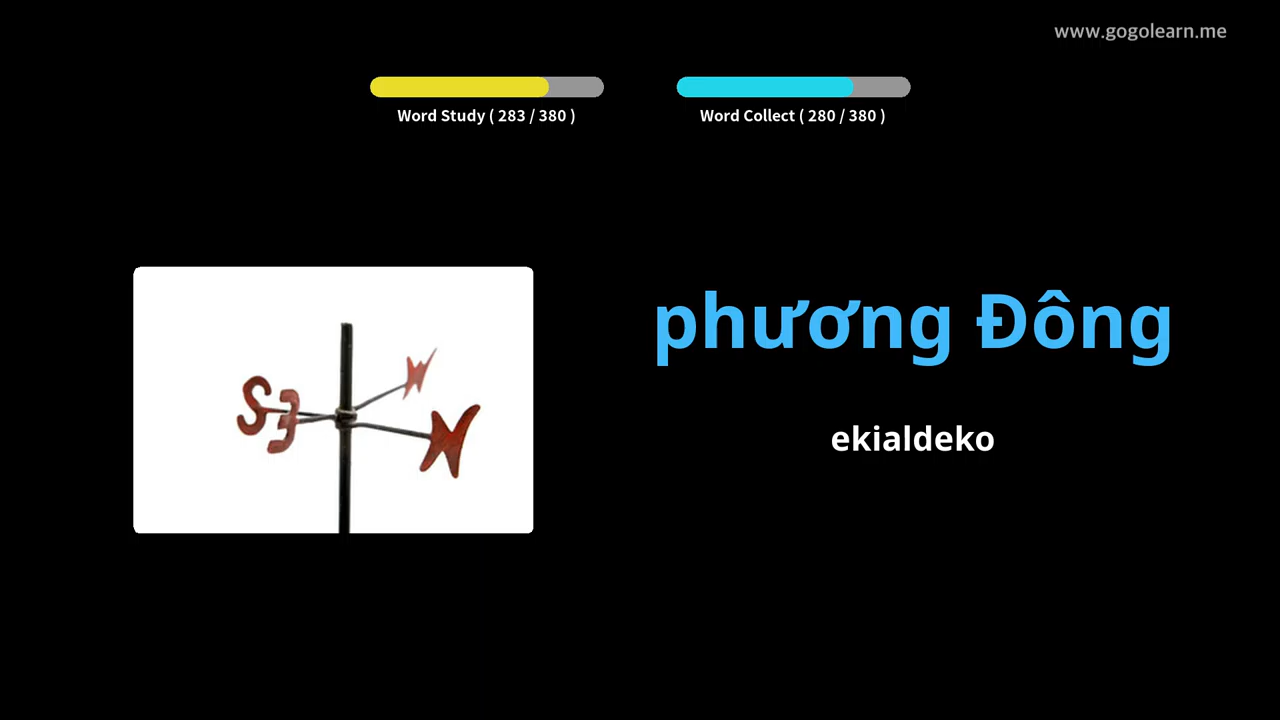 www.gogolearn.me
Word Study ( 283 / 380 )
Word Collect ( 280 / 380 )
phương Đông
ekialdeko
S
E
N